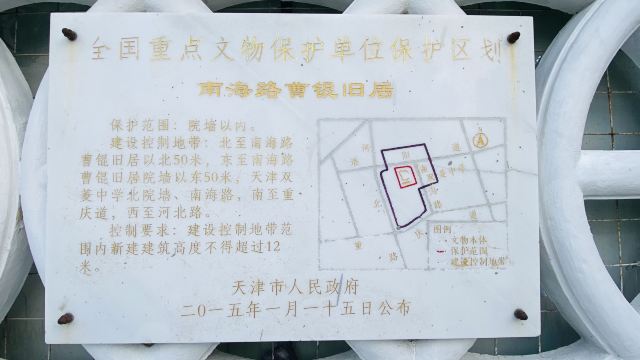 全国重点文物保护单位保护区划
南海路曹锟旧居
保护范围：院墙以内。
建设控制地带：北至南海路
曹锟旧居以北50米，东至南海路
曹锟旧居院墙以东50米，天津双
菱中学北院墙、南海路，南至重
庆道，西至河北路。
控制要求：建设控制地带范
围内新建建筑高度不得超过12
米。
图例
文物本体
保护范围
建设控制地带
天津市人民政府
二〇一五年一月一十五日公布